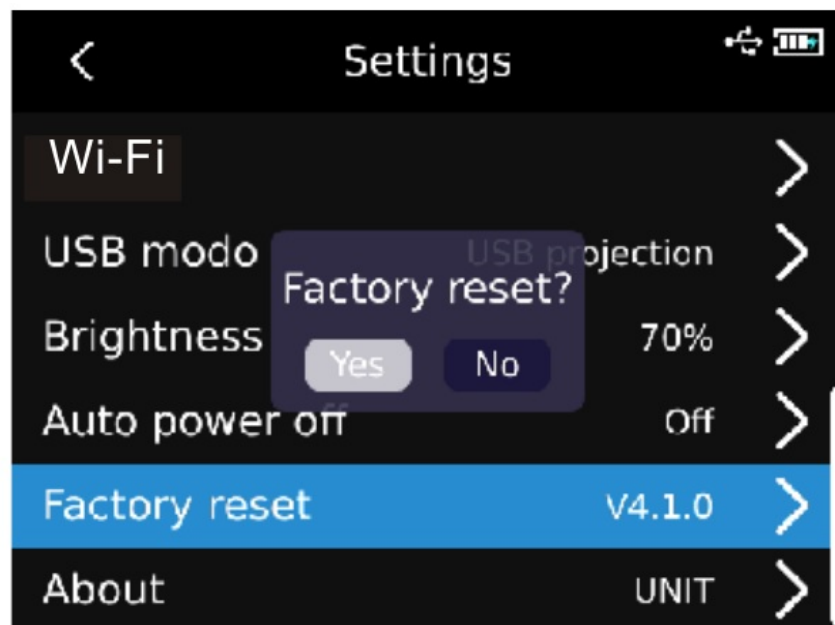 Settings
Wi-Fi
USB modo USB projection
Factory reset?
Brightness 70%
Yes No
Auto power off Off
Factory reset V4.1.0
About UNIT